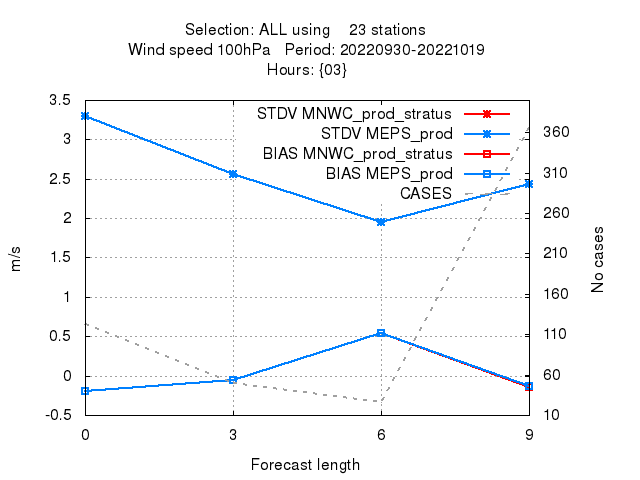 Selection: ALL using    23 stations
Wind speed 100hPa   Period: 20220930-20221019
Hours: {03}
STDV MNWC_prod_stratus
STDV MEPS_prod
BIAS MNWC_prod_stratus
BIAS MEPS_prod
CASES
m/s
3.5
3
2.5
2
1.5
1
0.5
0
-0.5
No cases
360
310
260
210
160
110
60
10
0 3 6 9
Forecast length